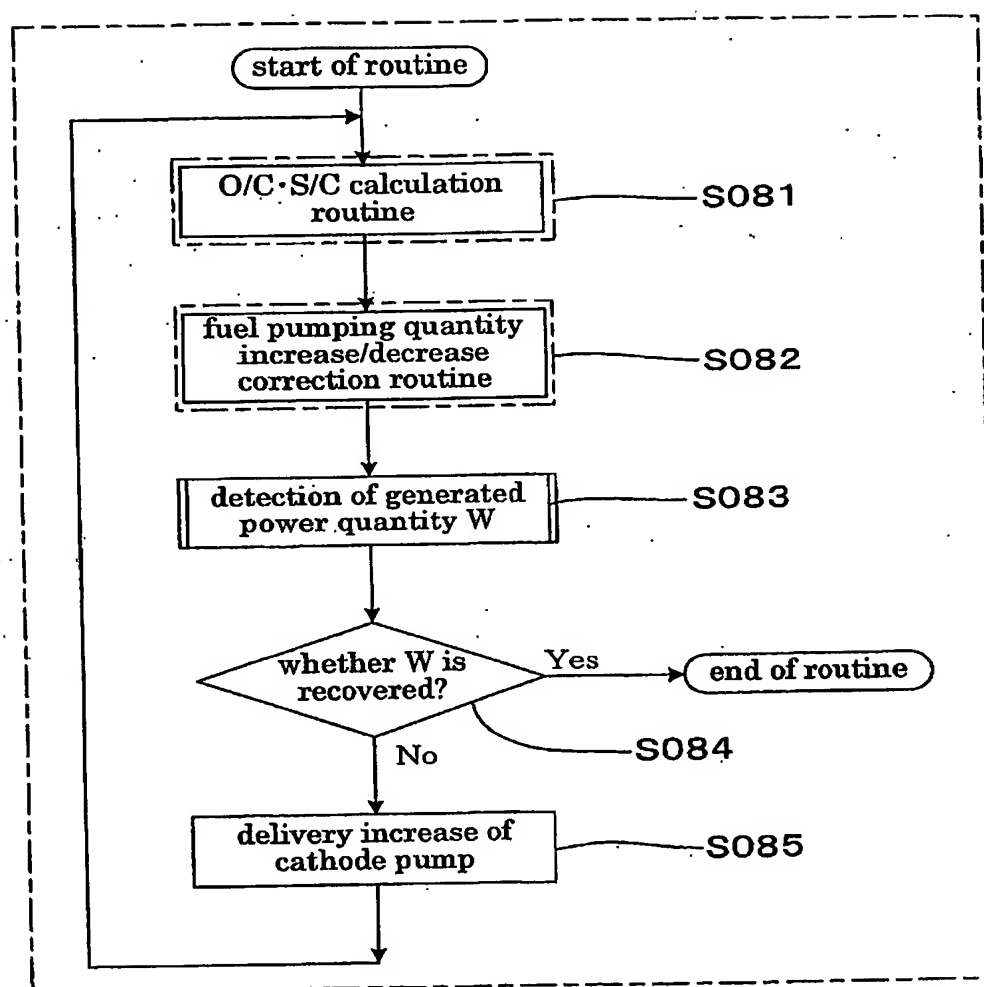 start of routine
O/C·S/C calculation
routine
S081
fuel pumping quantity
increase/decrease
correction routine
S082
detection of generated
power quantity W
S083
whether W is
recovered?
Yes
end of routine
S084
No
delivery increase of
cathode pump
S085